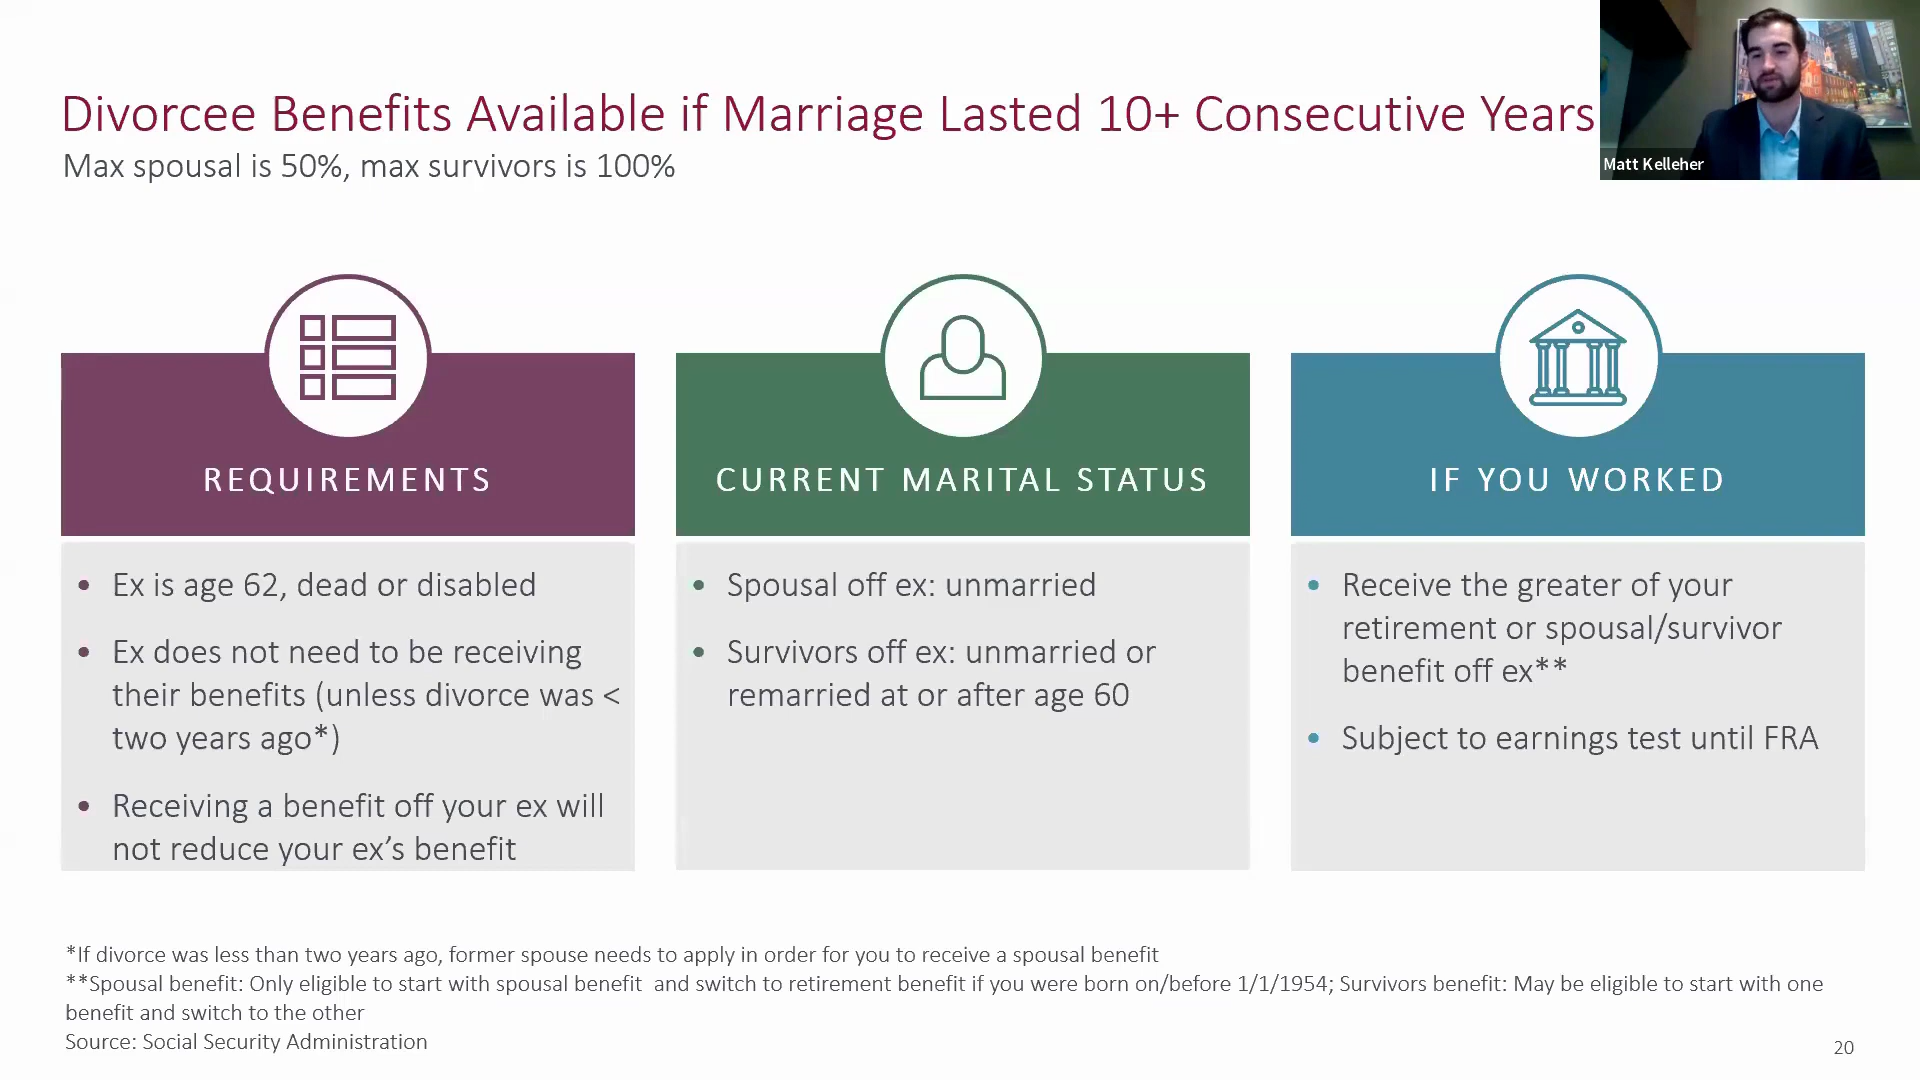 Divorcee Benefits Available if Marriage Lasted 10+ Consecutive Years
Max spousal is 50%, max survivors is 100%
Matt Kelleher
REQUIREMENTS
• Ex is age 62, dead or disabled
• Ex does not need to be receiving
their benefits (unless divorce was <
two years ago*)
• Receiving a benefit off your ex will
not reduce your ex’s benefit
CURRENT MARITAL STATUS
• Spousal off ex: unmarried
• Survivors off ex: unmarried or
remarried at or after age 60
IF YOU WORKED
• Receive the greater of your
retirement or spousal/survivor
benefit off ex**
• Subject to earnings test until FRA
*If divorce was less than two years ago, former spouse needs to apply in order for you to receive a spousal benefit
**Spousal benefit: Only eligible to start with spousal benefit  and switch to retirement benefit if you were born on/before 1/1/1954; Survivors benefit: May be eligible to start with one
benefit and switch to the other
Source: Social Security Administration
20